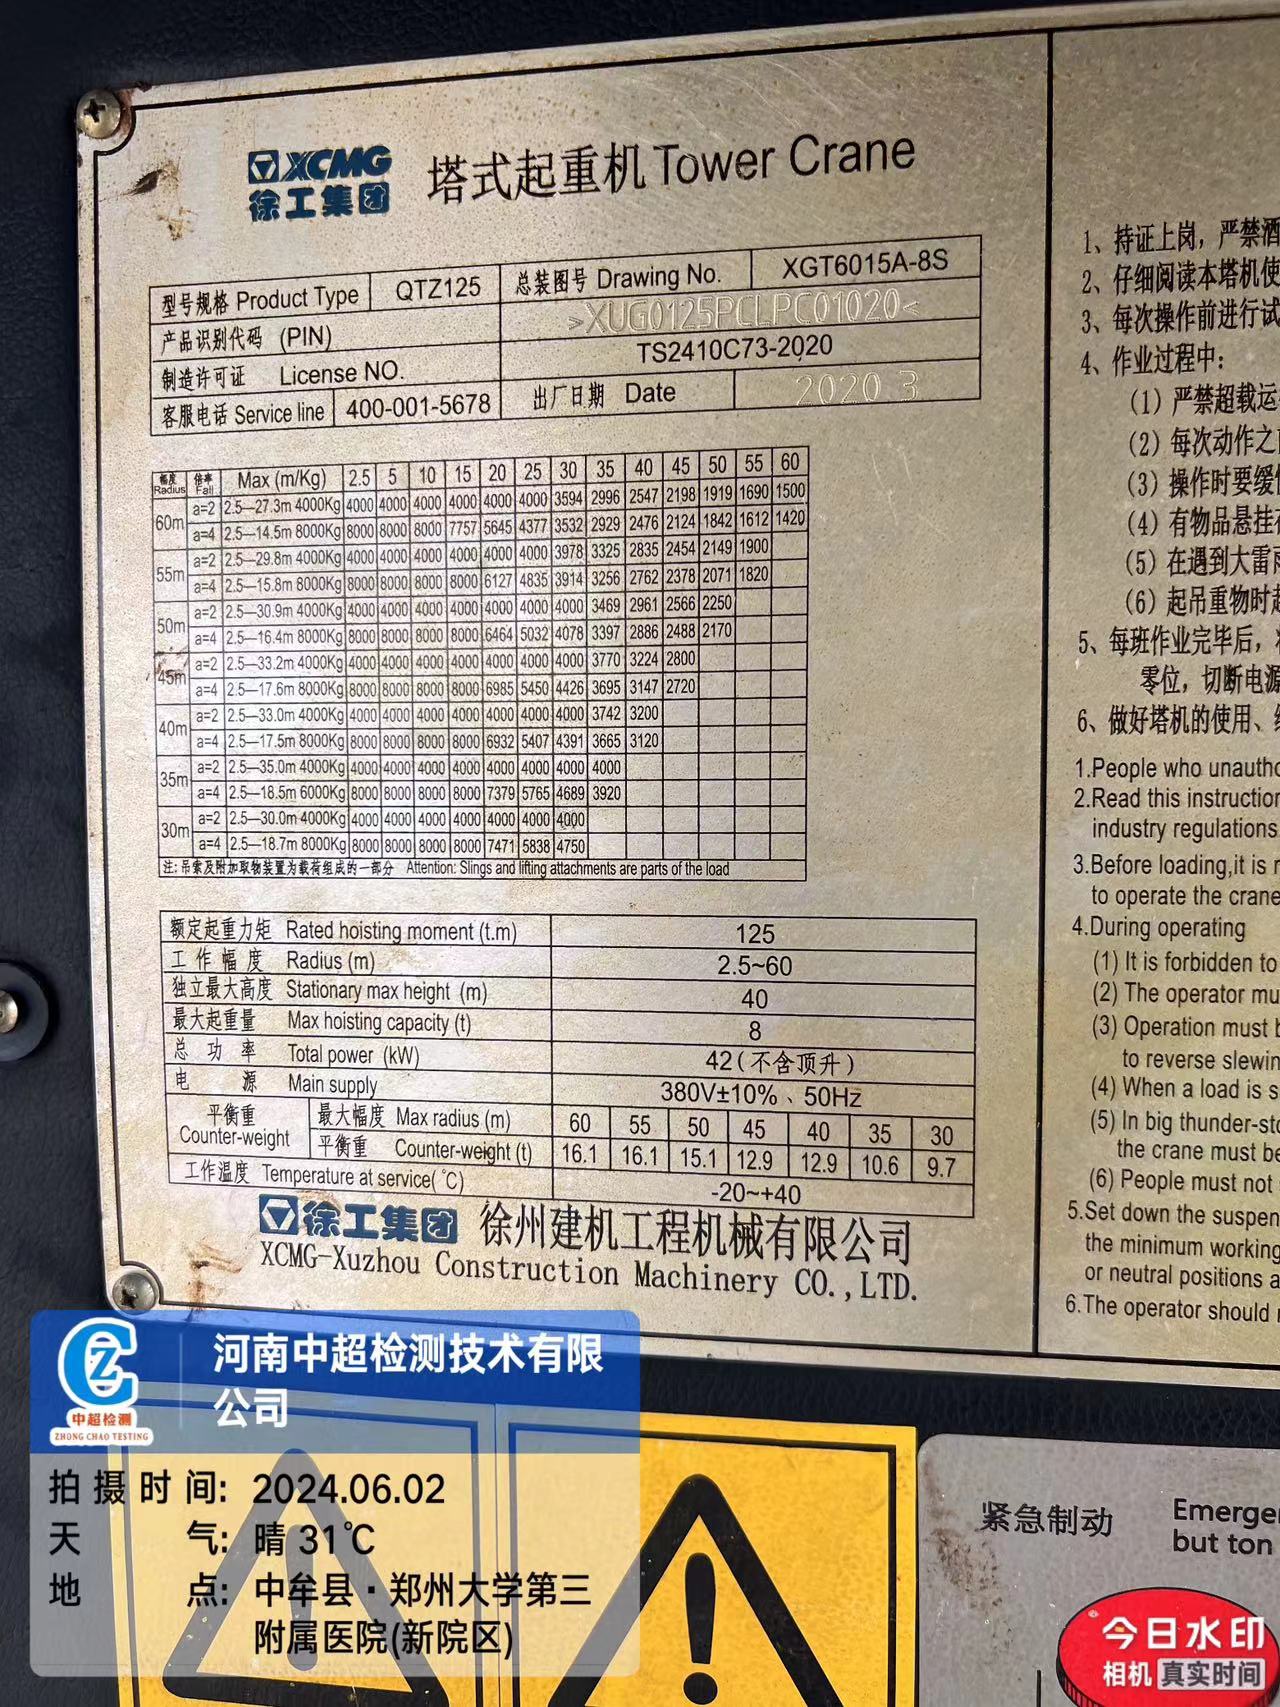 XCMG
徐工集团
塔式起重机 Tower Crane
型号规格 Product Type QTZ125 总装图号 Drawing No. XGT6015A-8S
产品识别代码 (PIN) >XUG0125PCLPC01020<
制造许可证 License NO. TS2410C73-2020
客服电话 Service line 400-001-5678 出厂日期 Date 2020 3
幅度 Radius 倍率 Fall Max (m/Kg) 2.5 5 10 15 20 25 30 35 40 45 50 55 60
60m a=2 2.5—27.3m 4000Kg 4000 4000 4000 4000 4000 4000 3594 2996 2547 2198 1919 1690 1500
a=4 2.5—14.5m 8000Kg 8000 8000 8000 7757 5645 4377 3532 2929 2476 2124 1842 1612 1420
55m a=2 2.5—29.8m 4000Kg 4000 4000 4000 4000 4000 4000 3978 3325 2835 2454 2149 1900
a=4 2.5—15.8m 8000Kg 8000 8000 8000 8000 6127 4835 3914 3256 2762 2378 2071 1820
50m a=2 2.5—30.9m 4000Kg 4000 4000 4000 4000 4000 4000 4000 3469 2961 2566 2250
a=4 2.5—16.4m 8000Kg 8000 8000 8000 8000 6464 5032 4078 3397 2886 2488 2170
45m a=2 2.5—33.2m 4000Kg 4000 4000 4000 4000 4000 4000 4000 3770 3224 2800
a=4 2.5—17.6m 8000Kg 8000 8000 8000 8000 6985 5450 4426 3695 3147 2720
40m a=2 2.5—33.0m 4000Kg 4000 4000 4000 4000 4000 4000 4000 3742 3200
a=4 2.5—17.5m 8000Kg 8000 8000 8000 8000 6932 5407 4391 3665 3120
35m a=2 2.5—35.0m 4000Kg 4000 4000 4000 4000 4000 4000 4000 4000
a=4 2.5—18.5m 6000Kg 8000 8000 8000 8000 7379 5765 4689 3920
30m a=2 2.5—30.0m 4000Kg 4000 4000 4000 4000 4000 4000 4000
a=4 2.5—18.7m 8000Kg 8000 8000 8000 8000 7471 5838 4750
注: 吊索及附加取物装置为载荷组成的一部分 Attention: Slings and lifting attachments are parts of the load
额定起重力矩 Rated hoisting moment (t.m) 125
工作幅度 Radius (m) 2.5~60
独立最大高度 Stationary max height (m) 40
最大起重量 Max hoisting capacity (t) 8
总功率 Total power (kW) 42(不含顶升)
电源 Main supply 380V±10%、50Hz
平衡重 Counter-weight 最大幅度 Max radius (m) 60 55 50 45 40 35 30
平衡重 Counter-weight (t) 16.1 16.1 15.1 12.9 12.9 10.6 9.7
工作温度 Temperature at service(℃) -20~+40
徐工集团 徐州建机工程机械有限公司
XCMG-Xuzhou Construction Machinery CO.,LTD.
1、持证上岗，严禁酒
2、仔细阅读本塔机使
3、每次操作前进行试
4、作业过程中:
(1) 严禁超载运
(2) 每次动作之
(3) 操作时要缓
(4) 有物品悬挂
(5) 在遇到大雷雨
(6) 起吊重物时
5、每班作业完毕后，
零位，切断电源
6、做好塔机的使用、
1.People who unautho
2.Read this instruction
industry regulations
3.Before loading,it is
to operate the crane
4.During operating
(1) It is forbidden to
(2) The operator mu
(3) Operation must b
to reverse slewin
(4) When a load is s
(5) In big thunder-sto
the crane must be
(6) People must not
5.Set down the suspen
the minimum working
or neutral positions a
6.The operator should
紧急制动 Emerge
but ton
中超检测
ZHONG CHAO TESTING
河南中超检测技术有限
公司
拍摄时间: 2024.06.02
天气: 晴 31℃
地点: 中牟县·郑州大学第三
附属医院(新院区)
今日水印
相机 真实时间